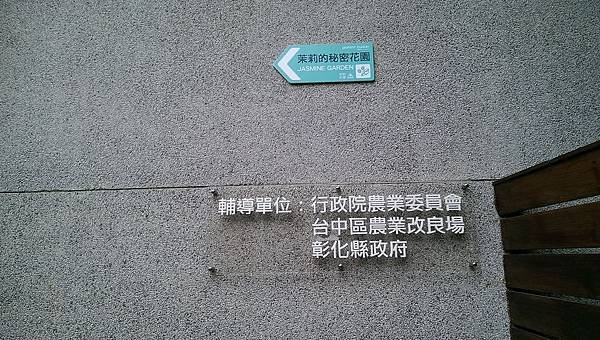 茉莉的秘密花園
JASMINE GARDEN
輔導單位：行政院農業委員會
台中區農業改良場
彰化縣政府